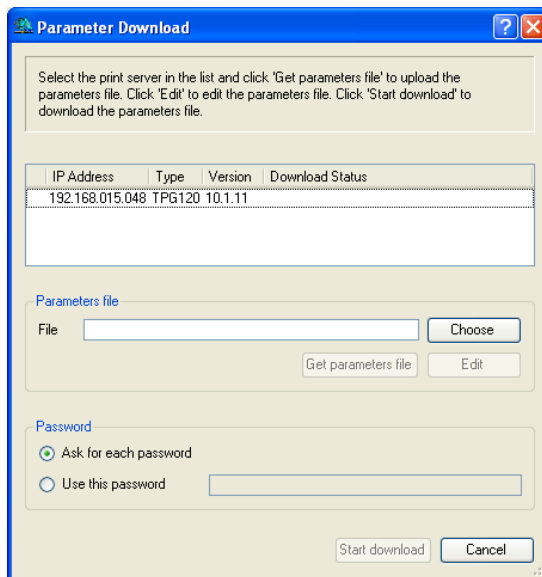 Parameter Download
Select the print server in the list and click 'Get parameters file' to upload the
parameters file. Click 'Edit' to edit the parameters file. Click 'Start download' to
download the parameters file.
IP Address Type Version Download Status
192.168.015.048 TPG120 10.1.11
Parameters file
File Choose
Get parameters file Edit
Password
Ask for each password
Use this password
Start download Cancel